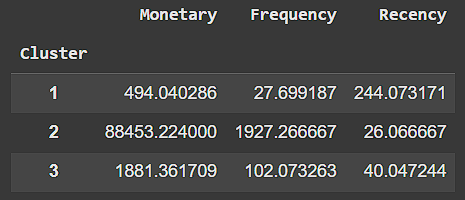 Monetary Frequency Recency
Cluster
1 494.040286 27.699187 244.073171
2 88453.224000 1927.266667 26.066667
3 1881.361709 102.073263 40.047244